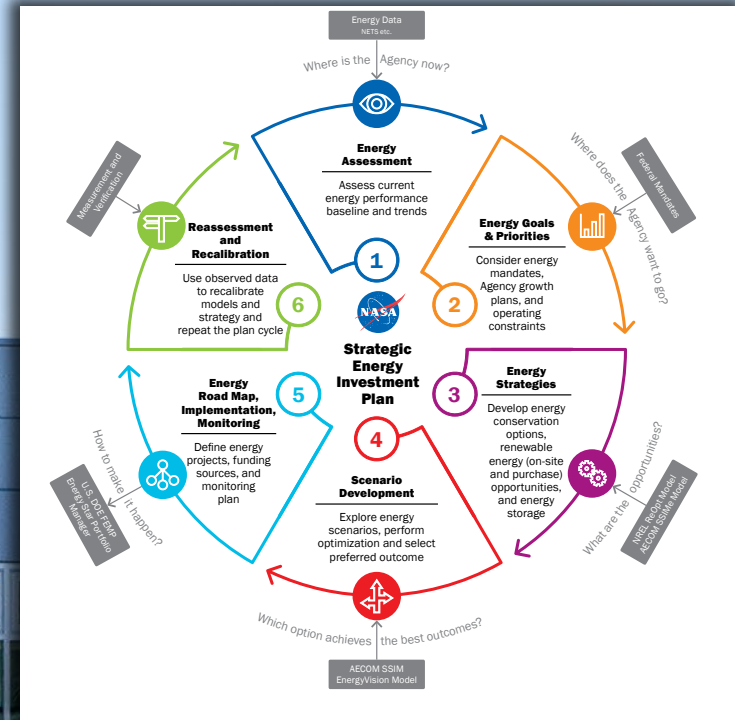 Energy Data
NETS etc.
Where is the Agency now?
Energy
Assessment
Assess current
energy performance
baseline and trends
1
Federal Mandates
Where does the Agency want to go?
Energy Goals
& Priorities
Consider energy
mandates,
Agency growth
plans, and
operating
constraints
2
NASA
Strategic
Energy
Investment
Plan
3
Energy
Strategies
Develop energy
conservation
options,
renewable
energy (on-site
and purchase)
opportunities,
and energy
storage
What are the opportunities?
NREL ReOpt Model
AECOM SSIMe Model
4
Scenario
Development
Explore energy
scenarios, perform
optimization and select
preferred outcome
Which option achieves the best outcomes?
AECOM SSIM
EnergyVision Model
5
Energy
Road Map,
Implementation,
Monitoring
Define energy
projects, funding
sources, and
monitoring
plan
How to make it happen?
U.S. DOE FEMP
Energy Star Portfolio
Manager
6
Reassessment
and
Recalibration
Use observed data
to recalibrate
models and
strategy and
repeat the plan cycle
Measurement and
Verification